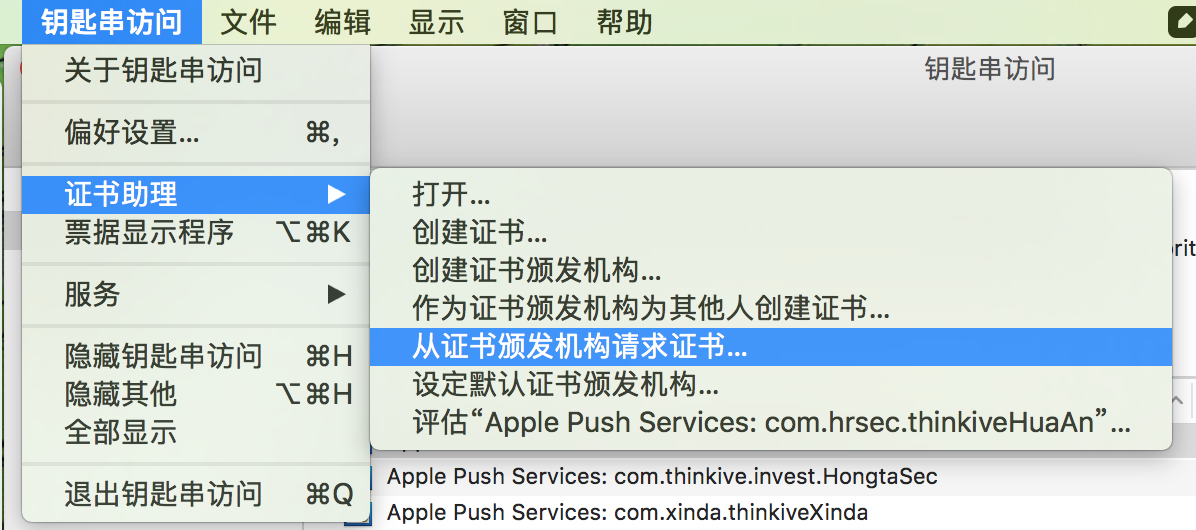 钥匙串访问 文件 编辑 显示 窗口 帮助
钥匙串访问
关于钥匙串访问
偏好设置... ⌘,
证书助理 ▶
票据显示程序 ⌥⌘K
服务 ▶
隐藏钥匙串访问 ⌘H
隐藏其他 ⌥⌘H
全部显示
退出钥匙串访问 ⌘Q
打开...
创建证书...
创建证书颁发机构...
作为证书颁发机构为其他人创建证书...
从证书颁发机构请求证书...
设定默认证书颁发机构...
评估“Apple Push Services: com.hrsec.thinkiveHuaAn”...
Apple Push Services: com.thinkive.invest.HongtaSec
Apple Push Services: com.xinda.thinkiveXinda